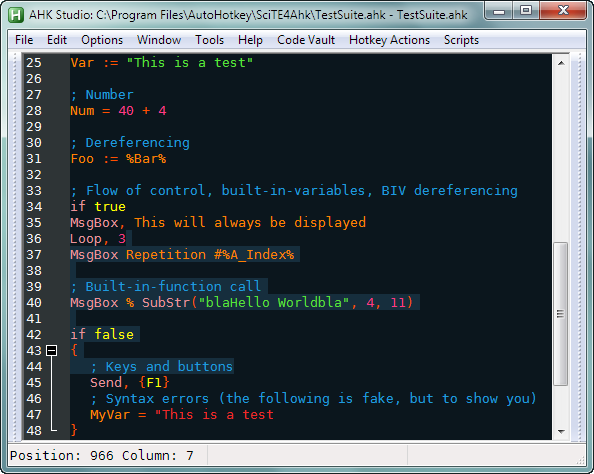 AHK Studio: C:\Program Files\AutoHotkey\SciTE4Ahk\TestSuite.ahk - TestSuite.ahk
File Edit Options Window Tools Help Code Vault Hotkey Actions Scripts
25 Var := "This is a test"
26
27 ; Number
28 Num = 40 + 4
29
30 ; Dereferencing
31 Foo := %Bar%
32
33 ; Flow of control, built-in-variables, BIV dereferencing
34 if true
35 MsgBox, This will always be displayed
36 Loop, 3
37 MsgBox Repetition #%A_Index%
38
39 ; Built-in-function call
40 MsgBox % SubStr("blaHello Worldbla", 4, 11)
41
42 if false
43 {
44 ; Keys and buttons
45 Send, {F1}
46 ; Syntax errors (the following is fake, but to show you)
47 MyVar = "This is a test
48 }
Position: 966 Column: 7